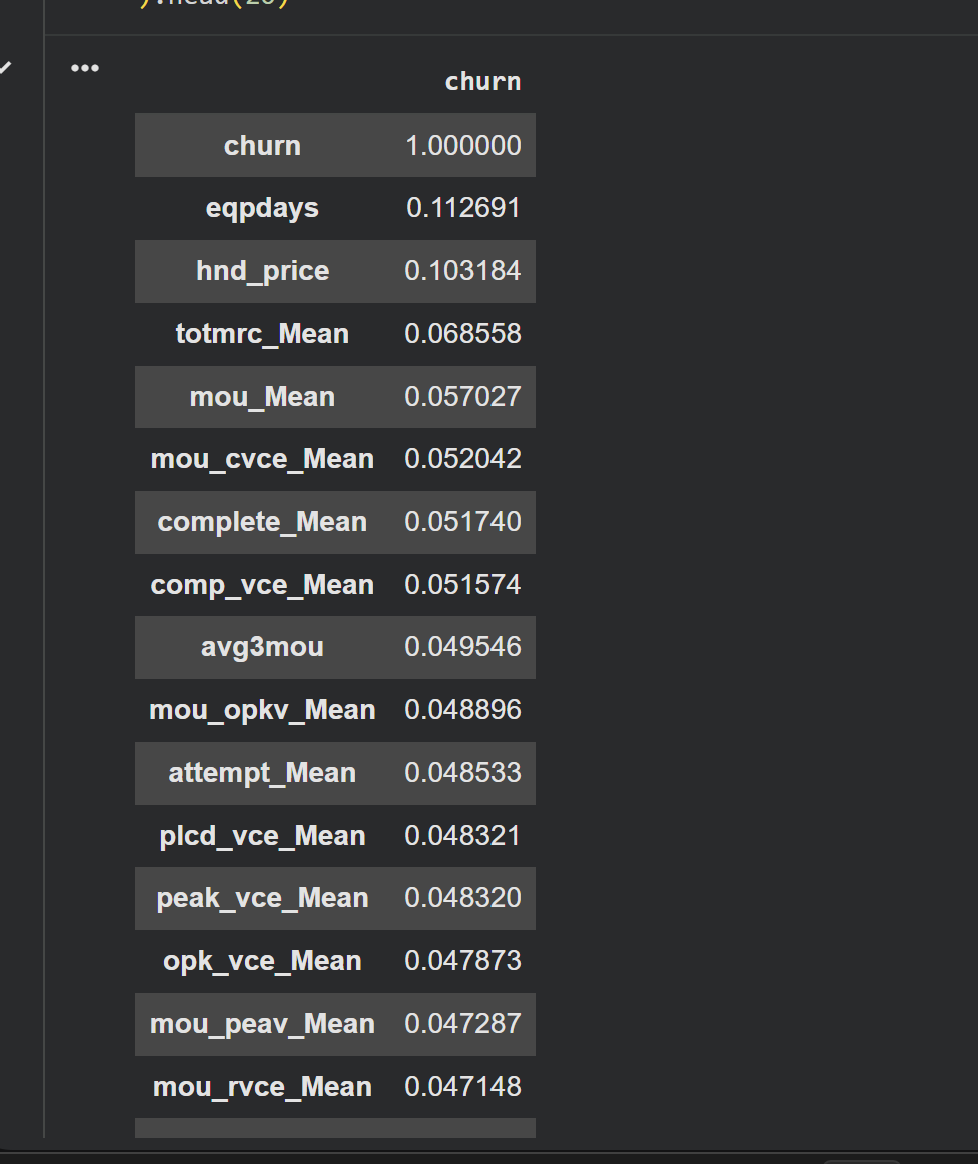 churn
churn 1.000000
eqpdays 0.112691
hnd_price 0.103184
totmrc_Mean 0.068558
mou_Mean 0.057027
mou_cvce_Mean 0.052042
complete_Mean 0.051740
comp_vce_Mean 0.051574
avg3mou 0.049546
mou_opkv_Mean 0.048896
attempt_Mean 0.048533
plcd_vce_Mean 0.048321
peak_vce_Mean 0.048320
opk_vce_Mean 0.047873
mou_peav_Mean 0.047287
mou_rvce_Mean 0.047148